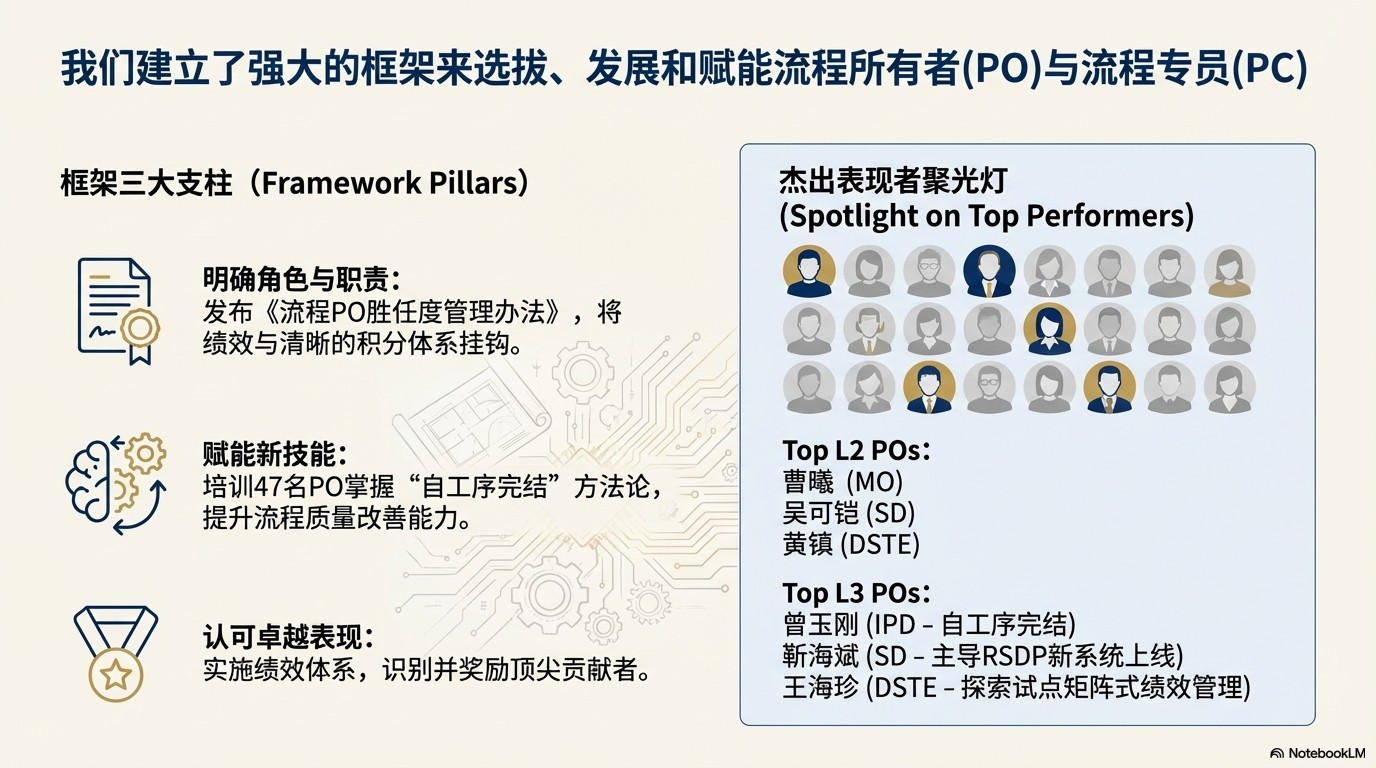 我们建立了强大的框架来选拔、发展和赋能流程所有者(PO)与流程专员(PC)
框架三大支柱（Framework Pillars）
明确角色与职责：
发布《流程PO胜任度管理办法》，将
绩效与清晰的积分体系挂钩。
赋能新技能：
培训47名PO掌握“自工序完结”方法论，
提升流程质量改善能力。
认可卓越表现：
实施绩效体系，识别并奖励顶尖贡献者。
杰出表现者聚光灯
(Spotlight on Top Performers)
Top L2 POs：
曹曦 (MO)
吴可铠 (SD)
黄镇 (DSTE)
Top L3 POs：
曾玉刚 (IPD – 自工序完结)
靳海斌 (SD – 主导RSDP新系统上线)
王海珍 (DSTE – 探索试点矩阵式绩效管理)
NotebookLM